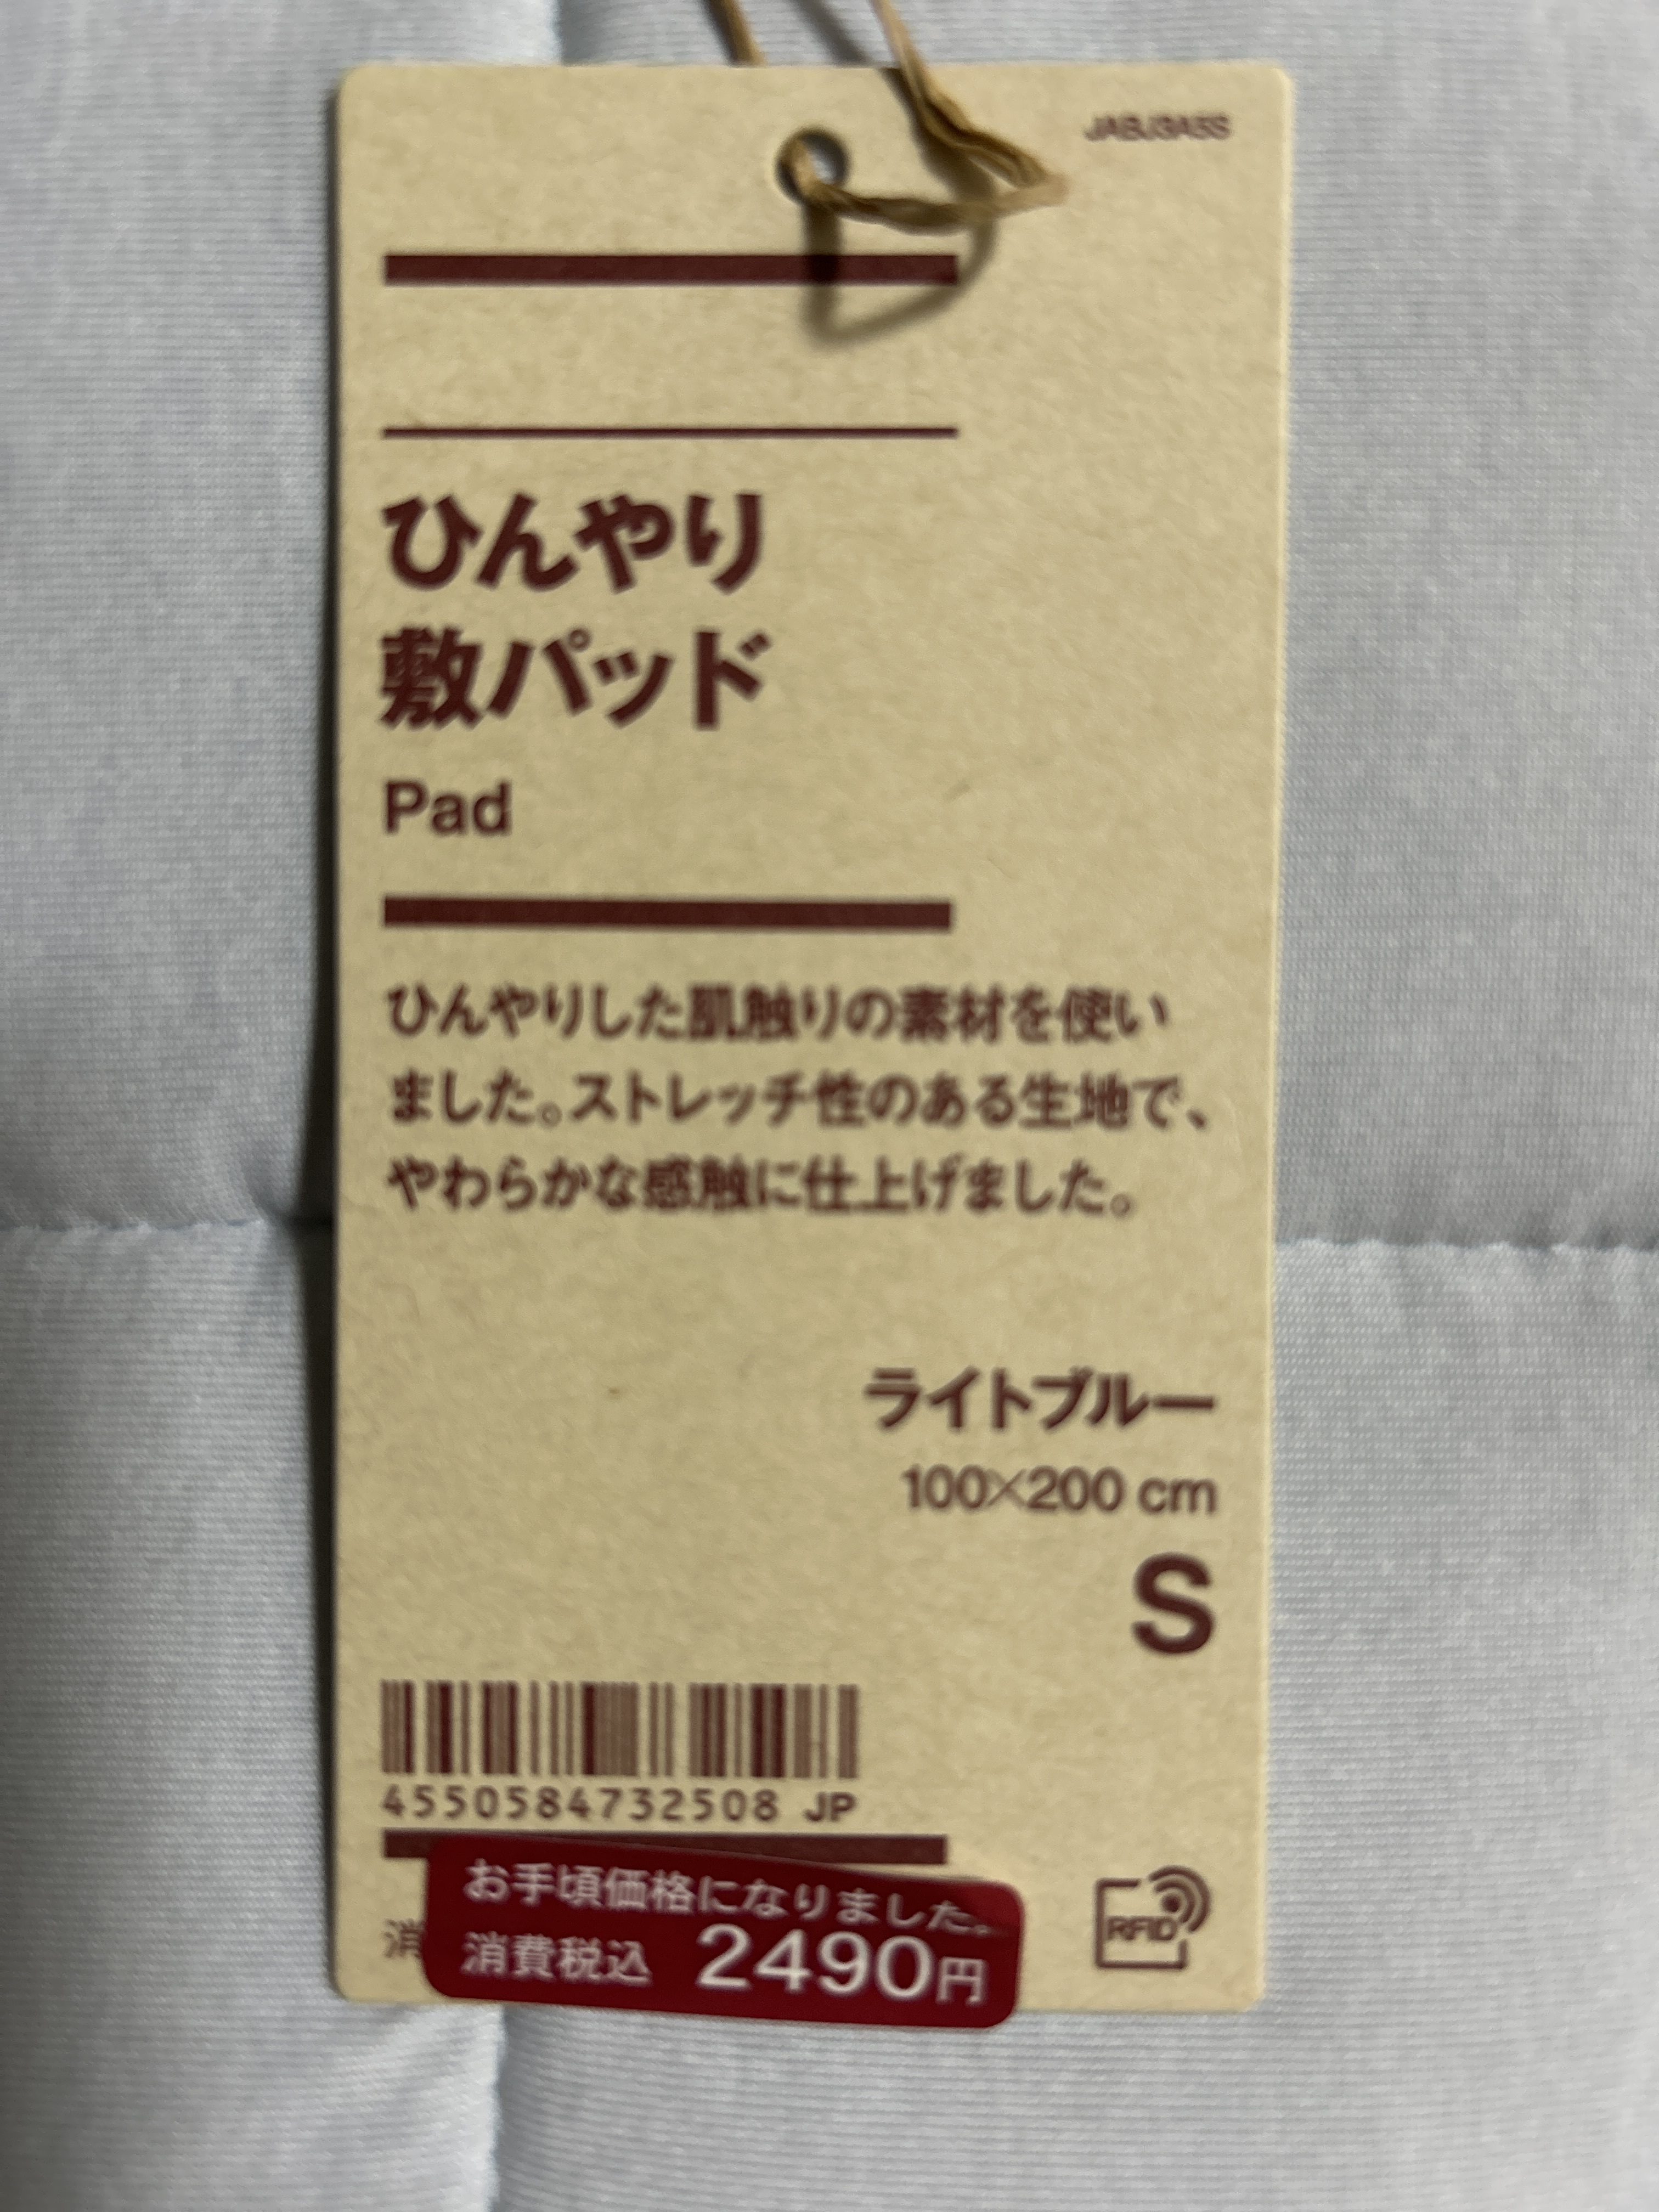 JABJ3A5S
ひんやり
敷パッド
Pad
ひんやりした肌触りの素材を使い
ました。ストレッチ性のある生地で、
やわらかな感触に仕上げました。
ライトブルー
100×200 cm
S
4550584732508 JP
お手頃価格になりました。
消費税込 2490円
消
RFID